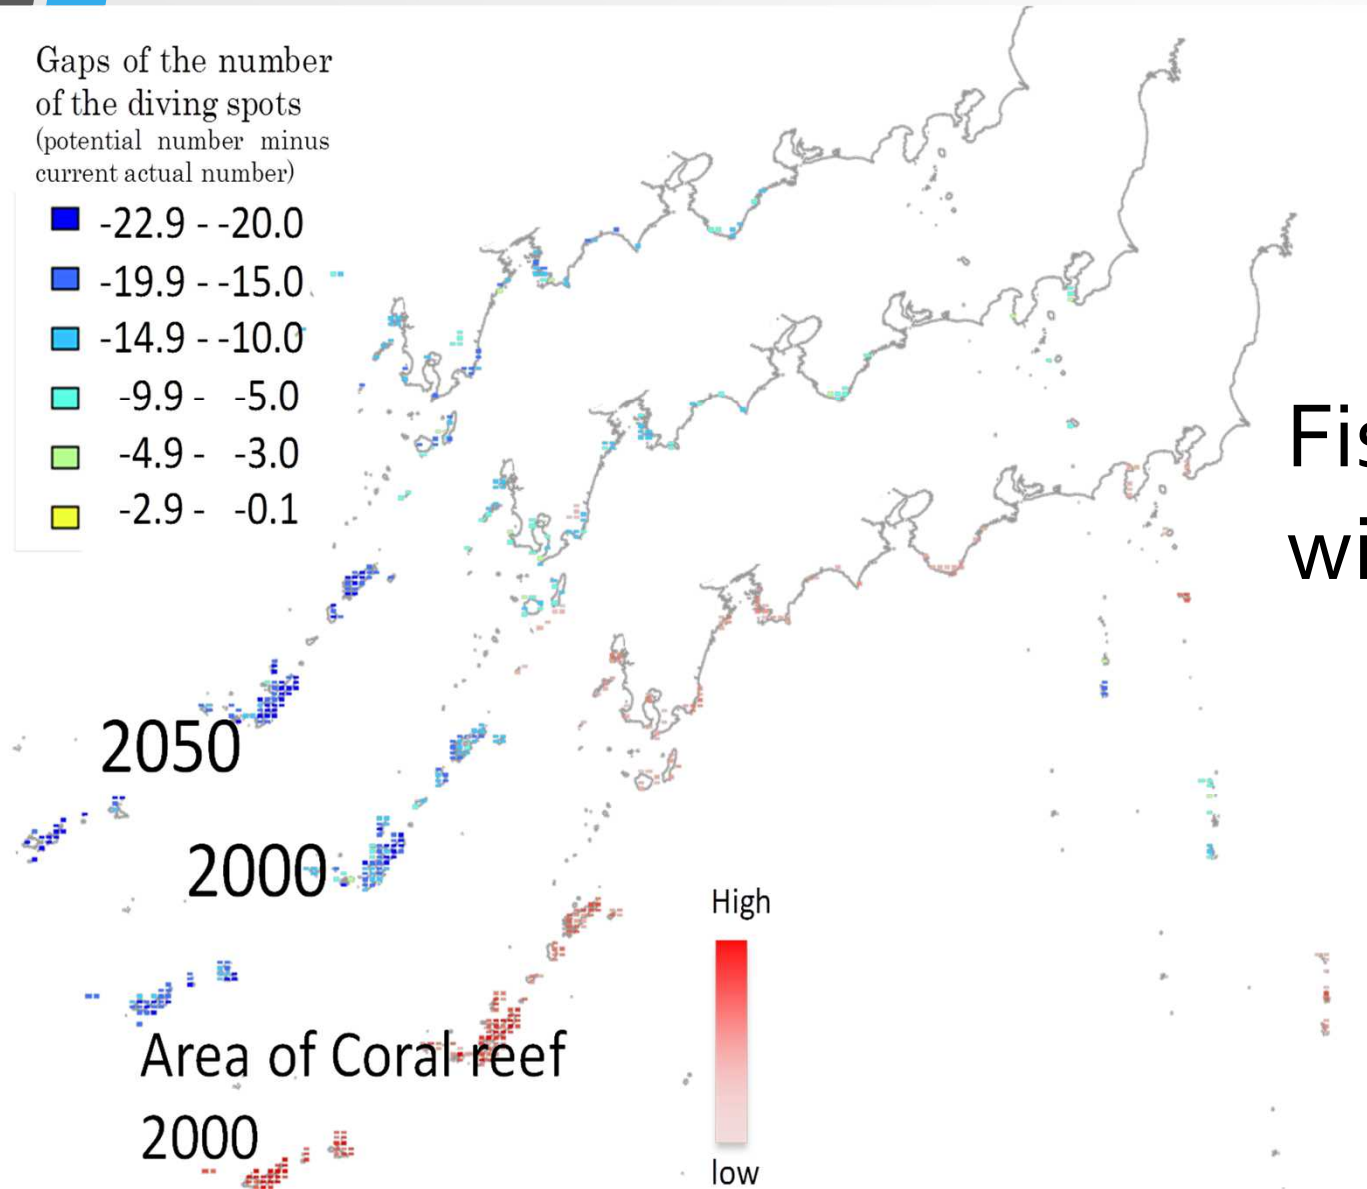 Gaps of the number
of the diving spots
(potential number minus
current actual number)
-22.9 - -20.0
-19.9 - -15.0
-14.9 - -10.0
-9.9 - -5.0
-4.9 - -3.0
-2.9 - -0.1
2050
2000
Area of Coral reef
2000
High
low